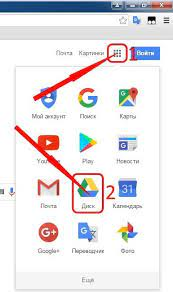 Почта Картинки Войти 1
Мой аккаунт Поиск Карты
YouTube Play Новости
Почта Диск 2 Календарь
Google+ Переводчик Фото
Ещё